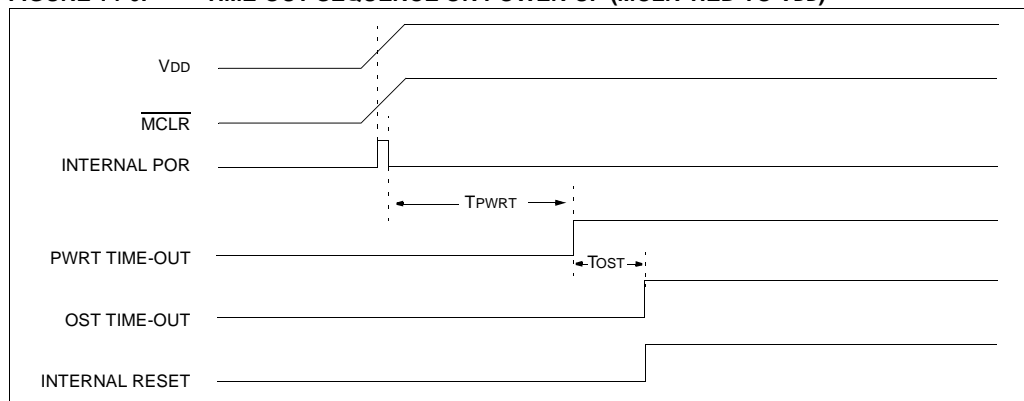 VDD
MCLR
INTERNAL POR
TPWRT
PWRT TIME-OUT
TOST
OST TIME-OUT
INTERNAL RESET